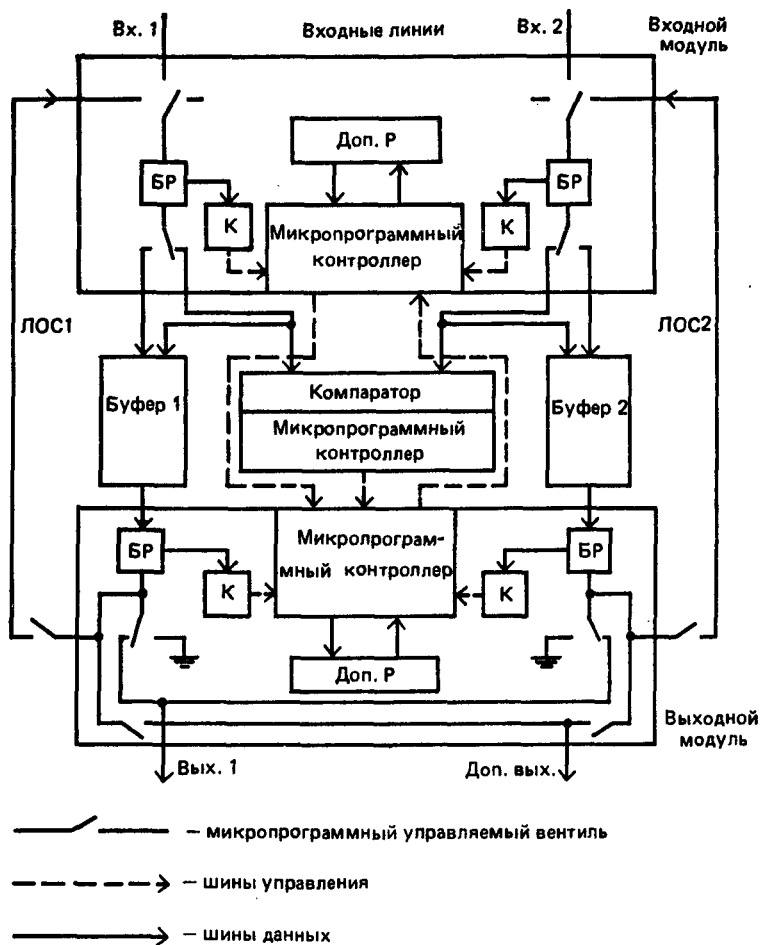 Вх. 1
Входные линии
Вх. 2
Входной
модуль
Доп. Р
БР
К
Микропрограммный
контроллер
К
БР
ЛОС1
ЛОС2
Буфер 1
Компаратор
Микропрограммный
контроллер
Буфер 2
БР
К
Микролрограм-
мный контроллер
К
БР
Доп. Р
Выходной
модуль
Вых. 1
Доп. вых.
– микропрограммный управляемый вентиль
– шины управления
– шины данных